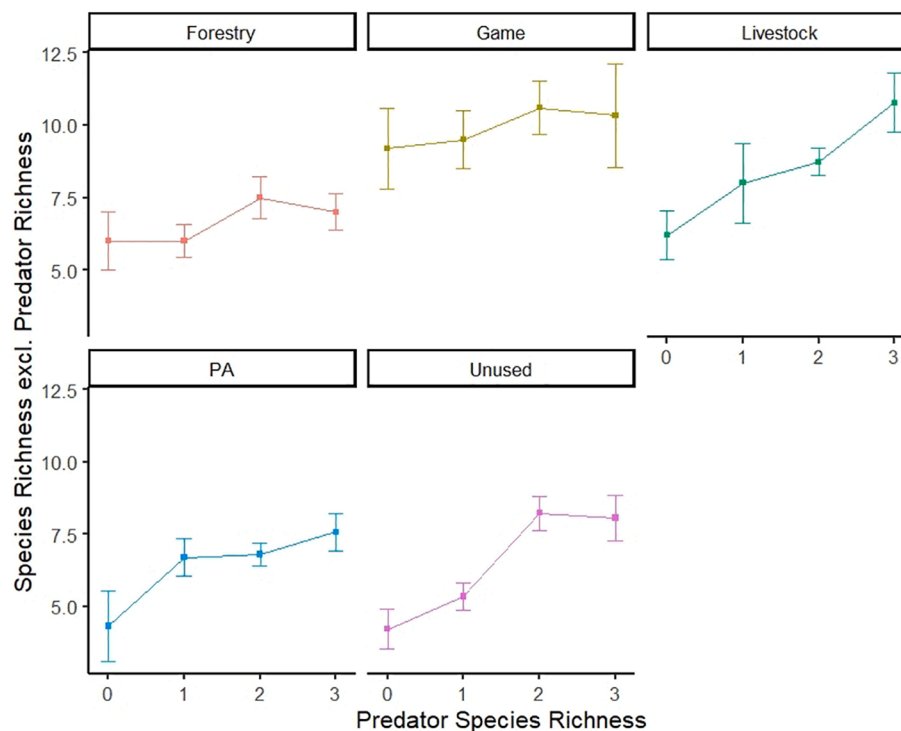 Forestry
Game
Livestock
12.5
10.0
7.5
5.0
0 1 2 3
PA
Unused
12.5
10.0
7.5
5.0
0 1 2 3
0 1 2 3
Species Richness excl. Predator Richness
Predator Species Richness